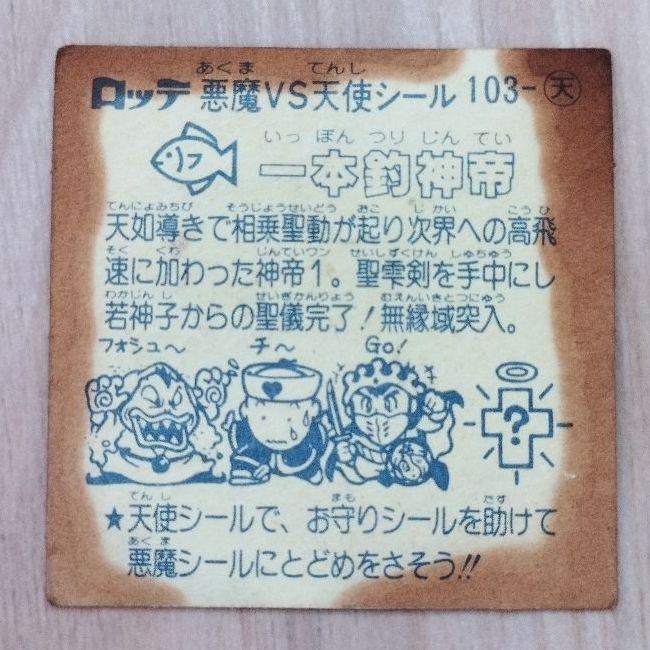 ロッテ 悪魔VS天使シール 103-天
あくま てんし
いっぽんつりじんてい
一本釣神帝
てんにょみちび そうじょうせいどう おこ じかい こうひ
天如導きで相乗聖動が起り次界への高飛
そく くわ じんていワン せいしずくけん しゅちゅう
速に加わった神帝1。聖雫剣を手中にし
わかじんし せいぎかんりょう むえんいきとつにゅう
若神子からの聖儀完了!無縁域突入。
フォシュ〜 チ〜 Go!
?
てんし まも たす
★天使シールで、お守りシールを助けて
あくま
悪魔シールにとどめをさそう!!